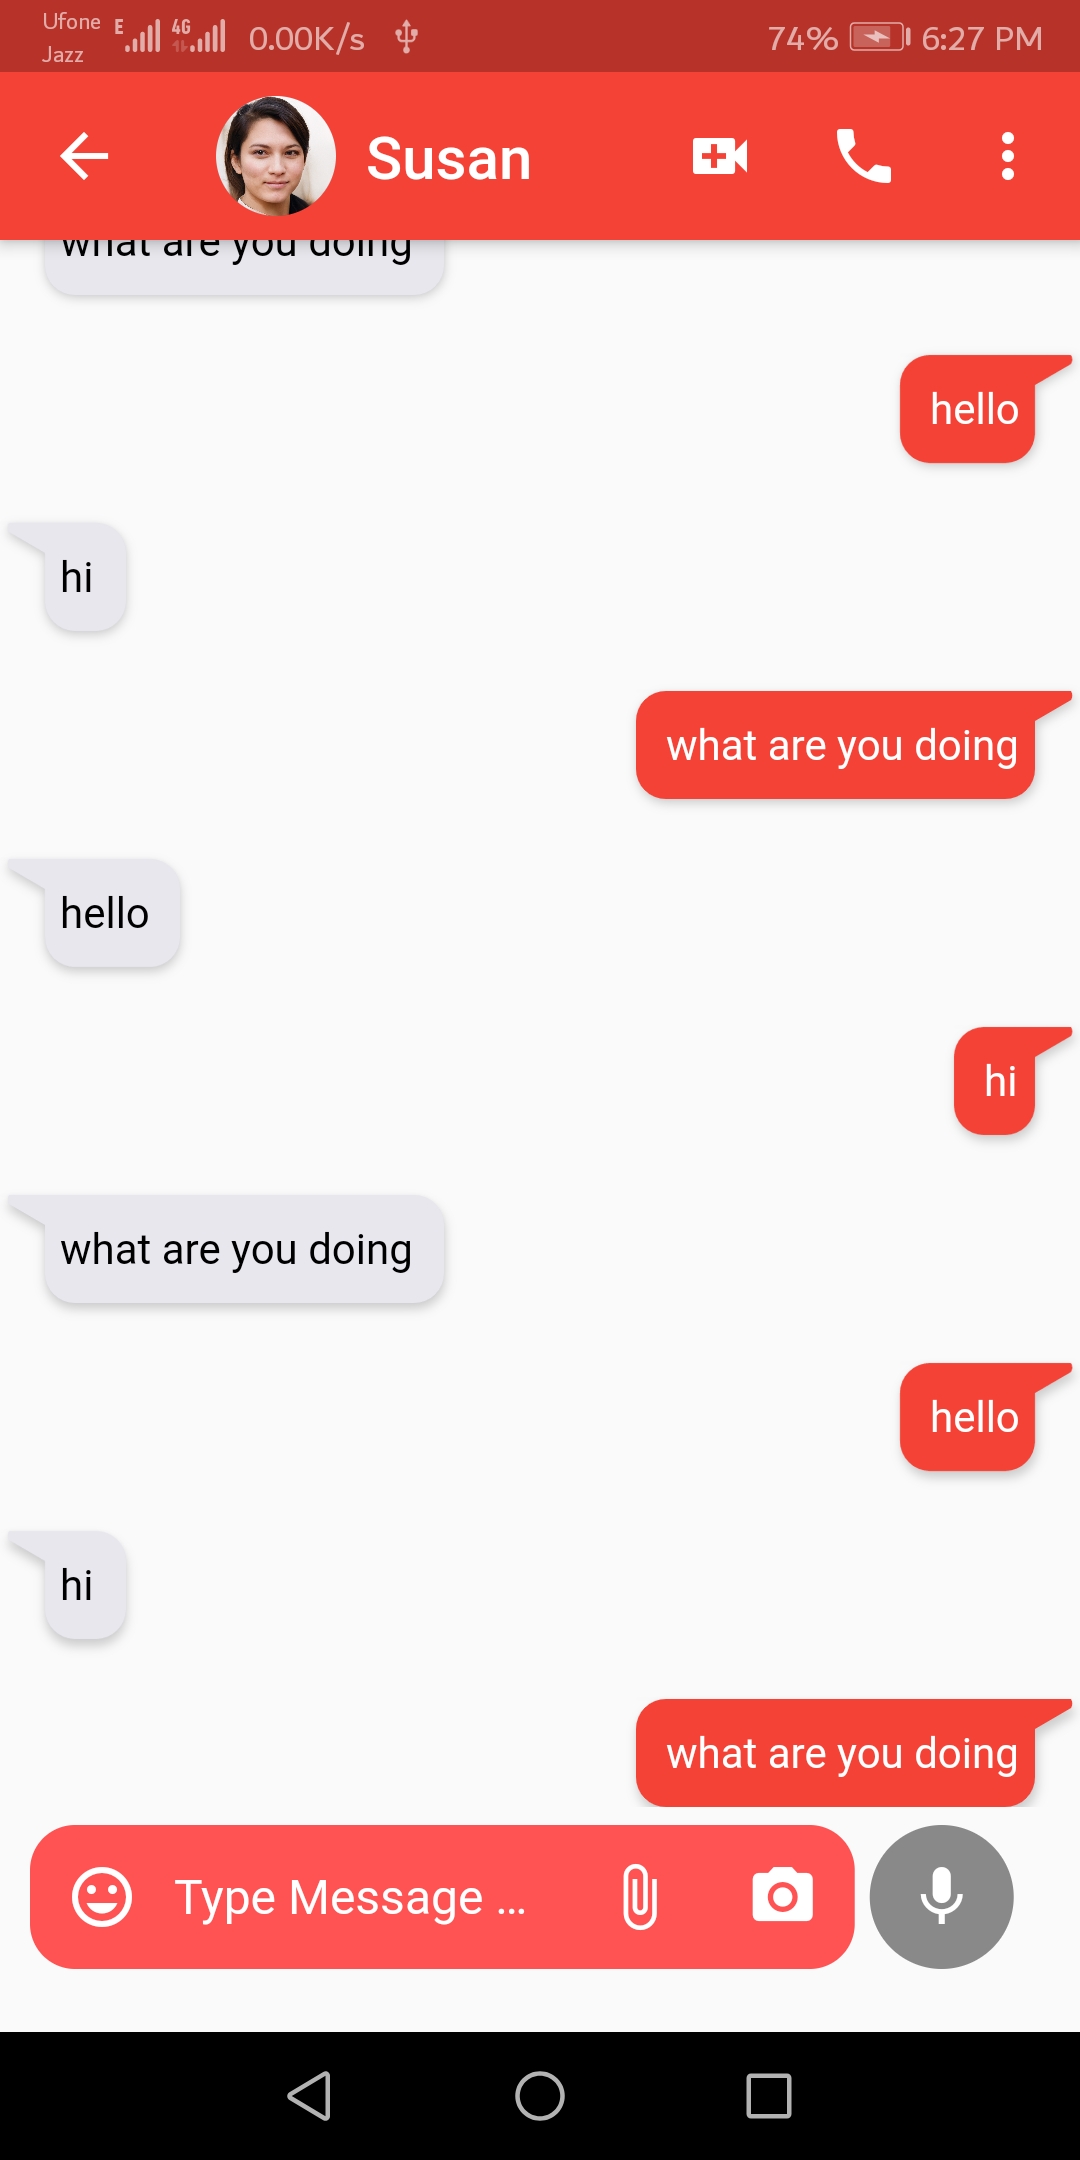 Ufone
Jazz
E
4G
0.00K/s
74%
6:27 PM
Susan
what are you doing
hello
hi
what are you doing
hello
hi
what are you doing
hello
hi
what are you doing
Type Message ...